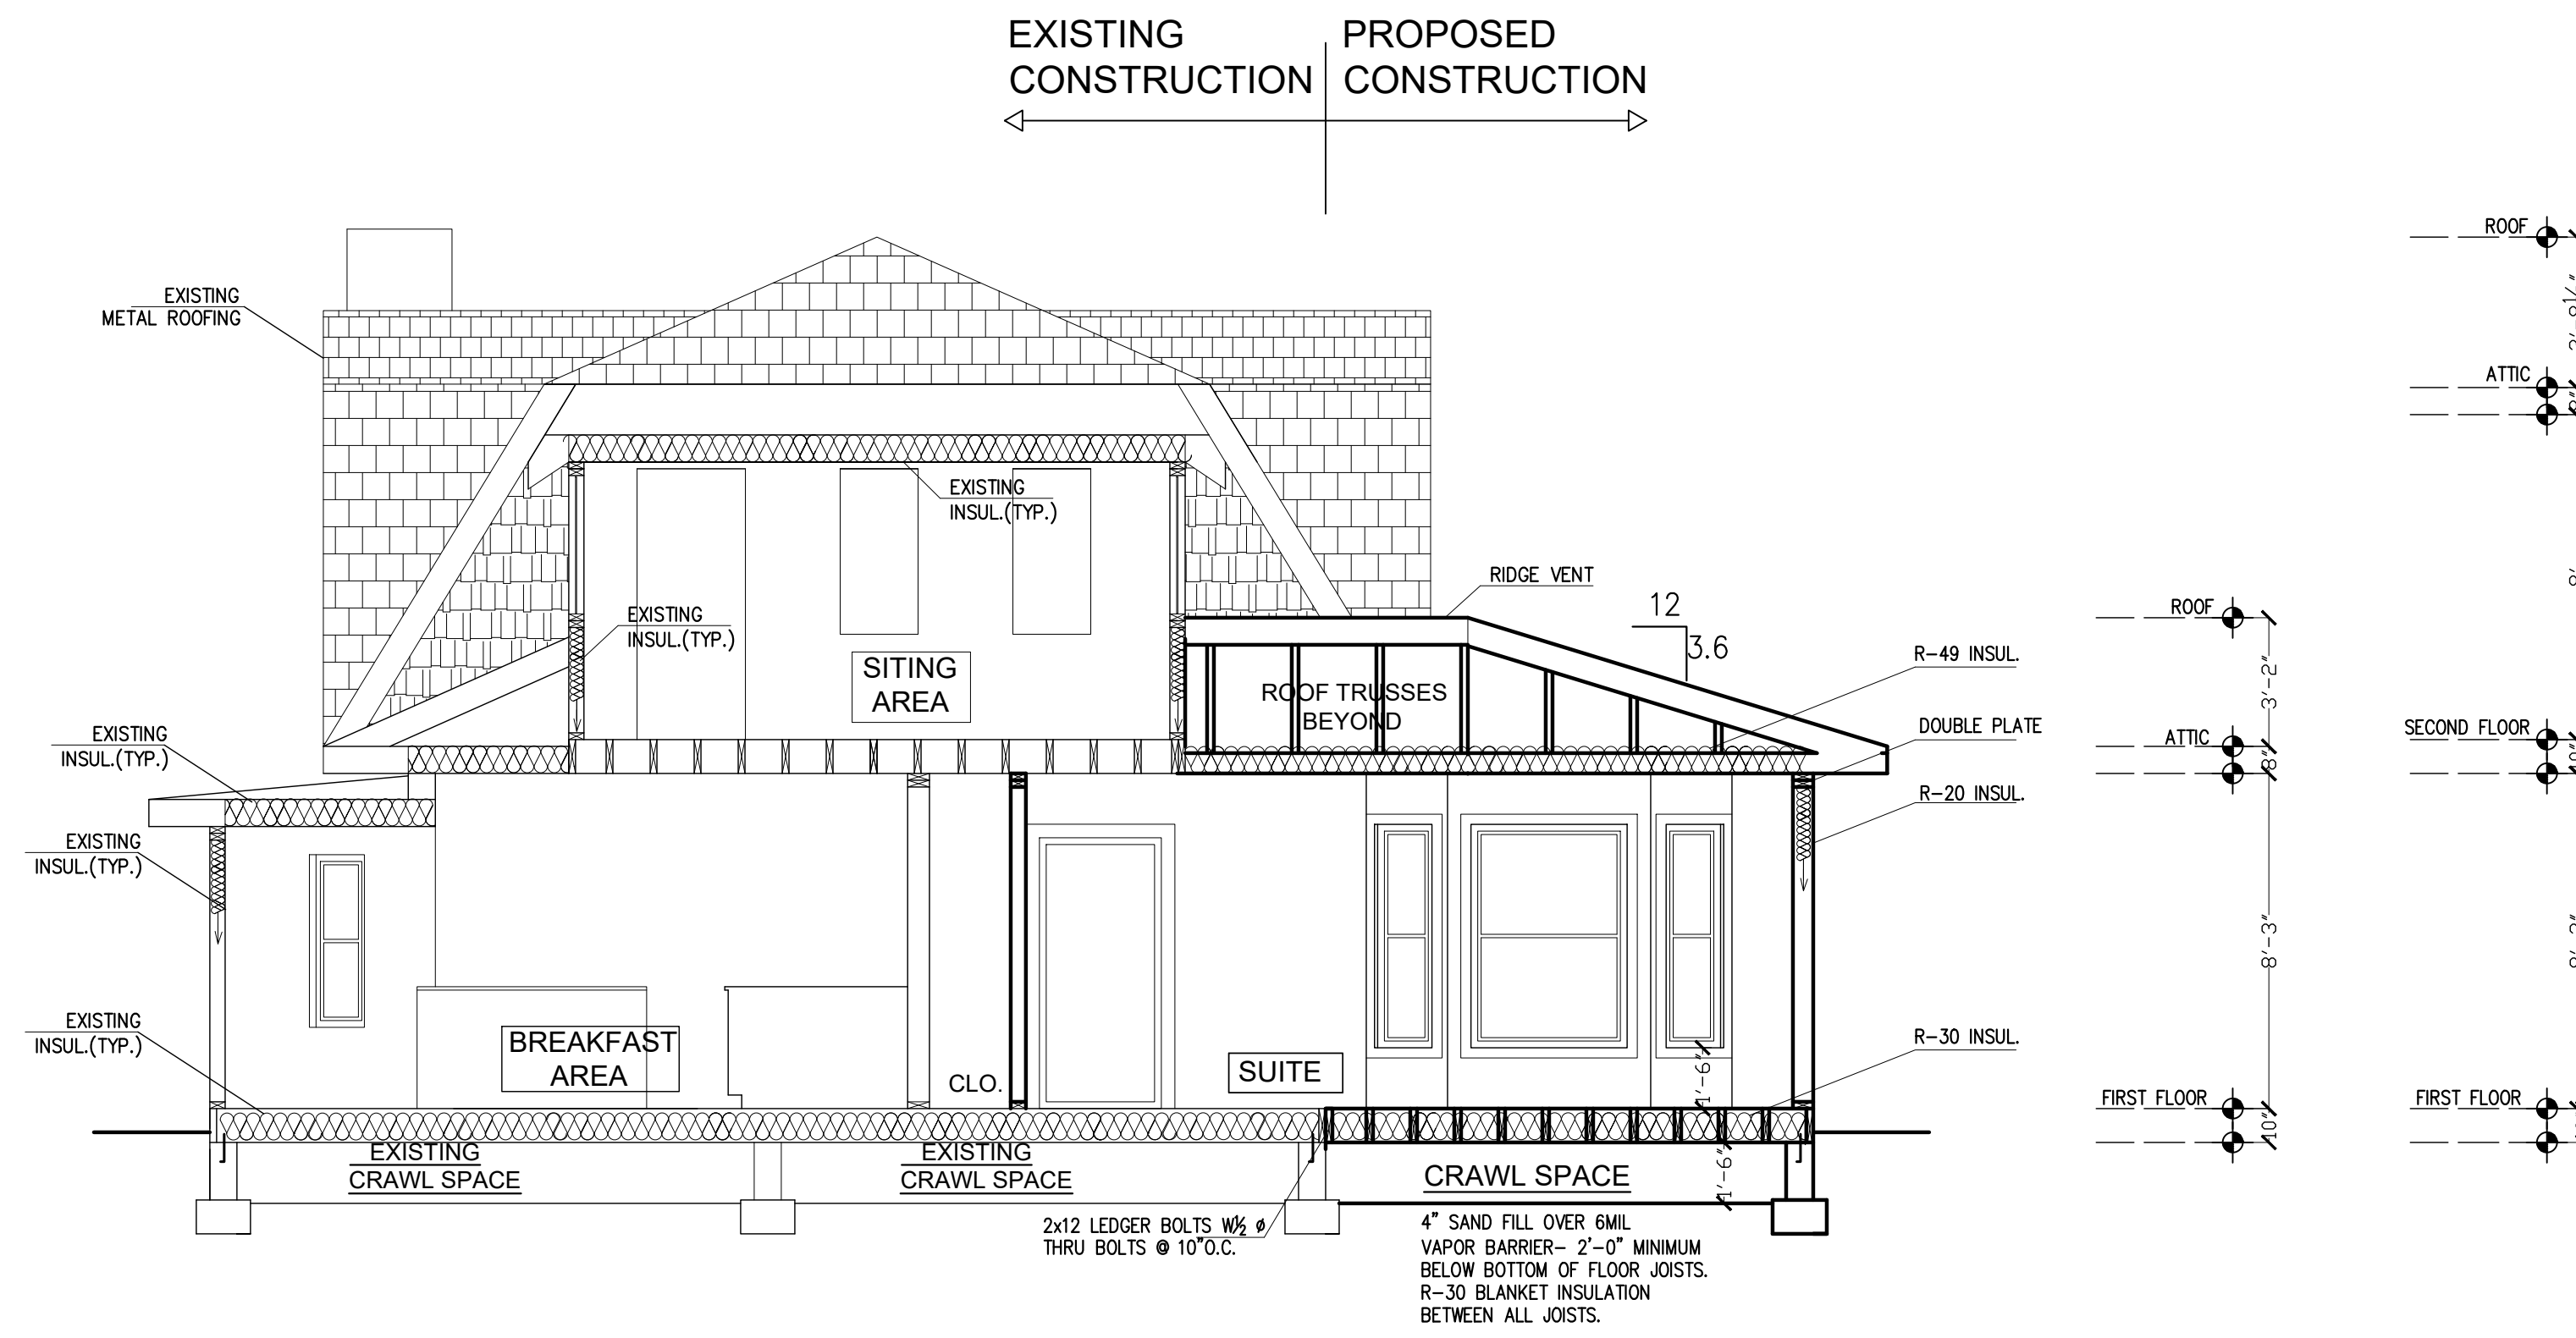 EXISTING
CONSTRUCTION
PROPOSED
CONSTRUCTION
EXISTING
METAL ROOFING
EXISTING
INSUL.(TYP.)
EXISTING
INSUL.(TYP.)
SITING
AREA
RIDGE VENT
12
3.6
ROOF TRUSSES
BEYOND
R-49 INSUL.
DOUBLE PLATE
R-20 INSUL.
EXISTING
INSUL.(TYP.)
EXISTING
INSUL.(TYP.)
EXISTING
INSUL.(TYP.)
BREAKFAST
AREA
CLO.
SUITE
1'-6"
R-30 INSUL.
EXISTING
CRAWL SPACE
EXISTING
CRAWL SPACE
CRAWL SPACE
1'-6"
2x12 LEDGER BOLTS W/½ ø
THRU BOLTS @ 10"O.C.
4" SAND FILL OVER 6MIL
VAPOR BARRIER- 2'-0" MINIMUM
BELOW BOTTOM OF FLOOR JOISTS.
R-30 BLANKET INSULATION
BETWEEN ALL JOISTS.
ROOF
3'-2"
ATTIC
8"
8'-3"
FIRST FLOOR
10"
ROOF
ATTIC
SECOND FLOOR
FIRST FLOOR